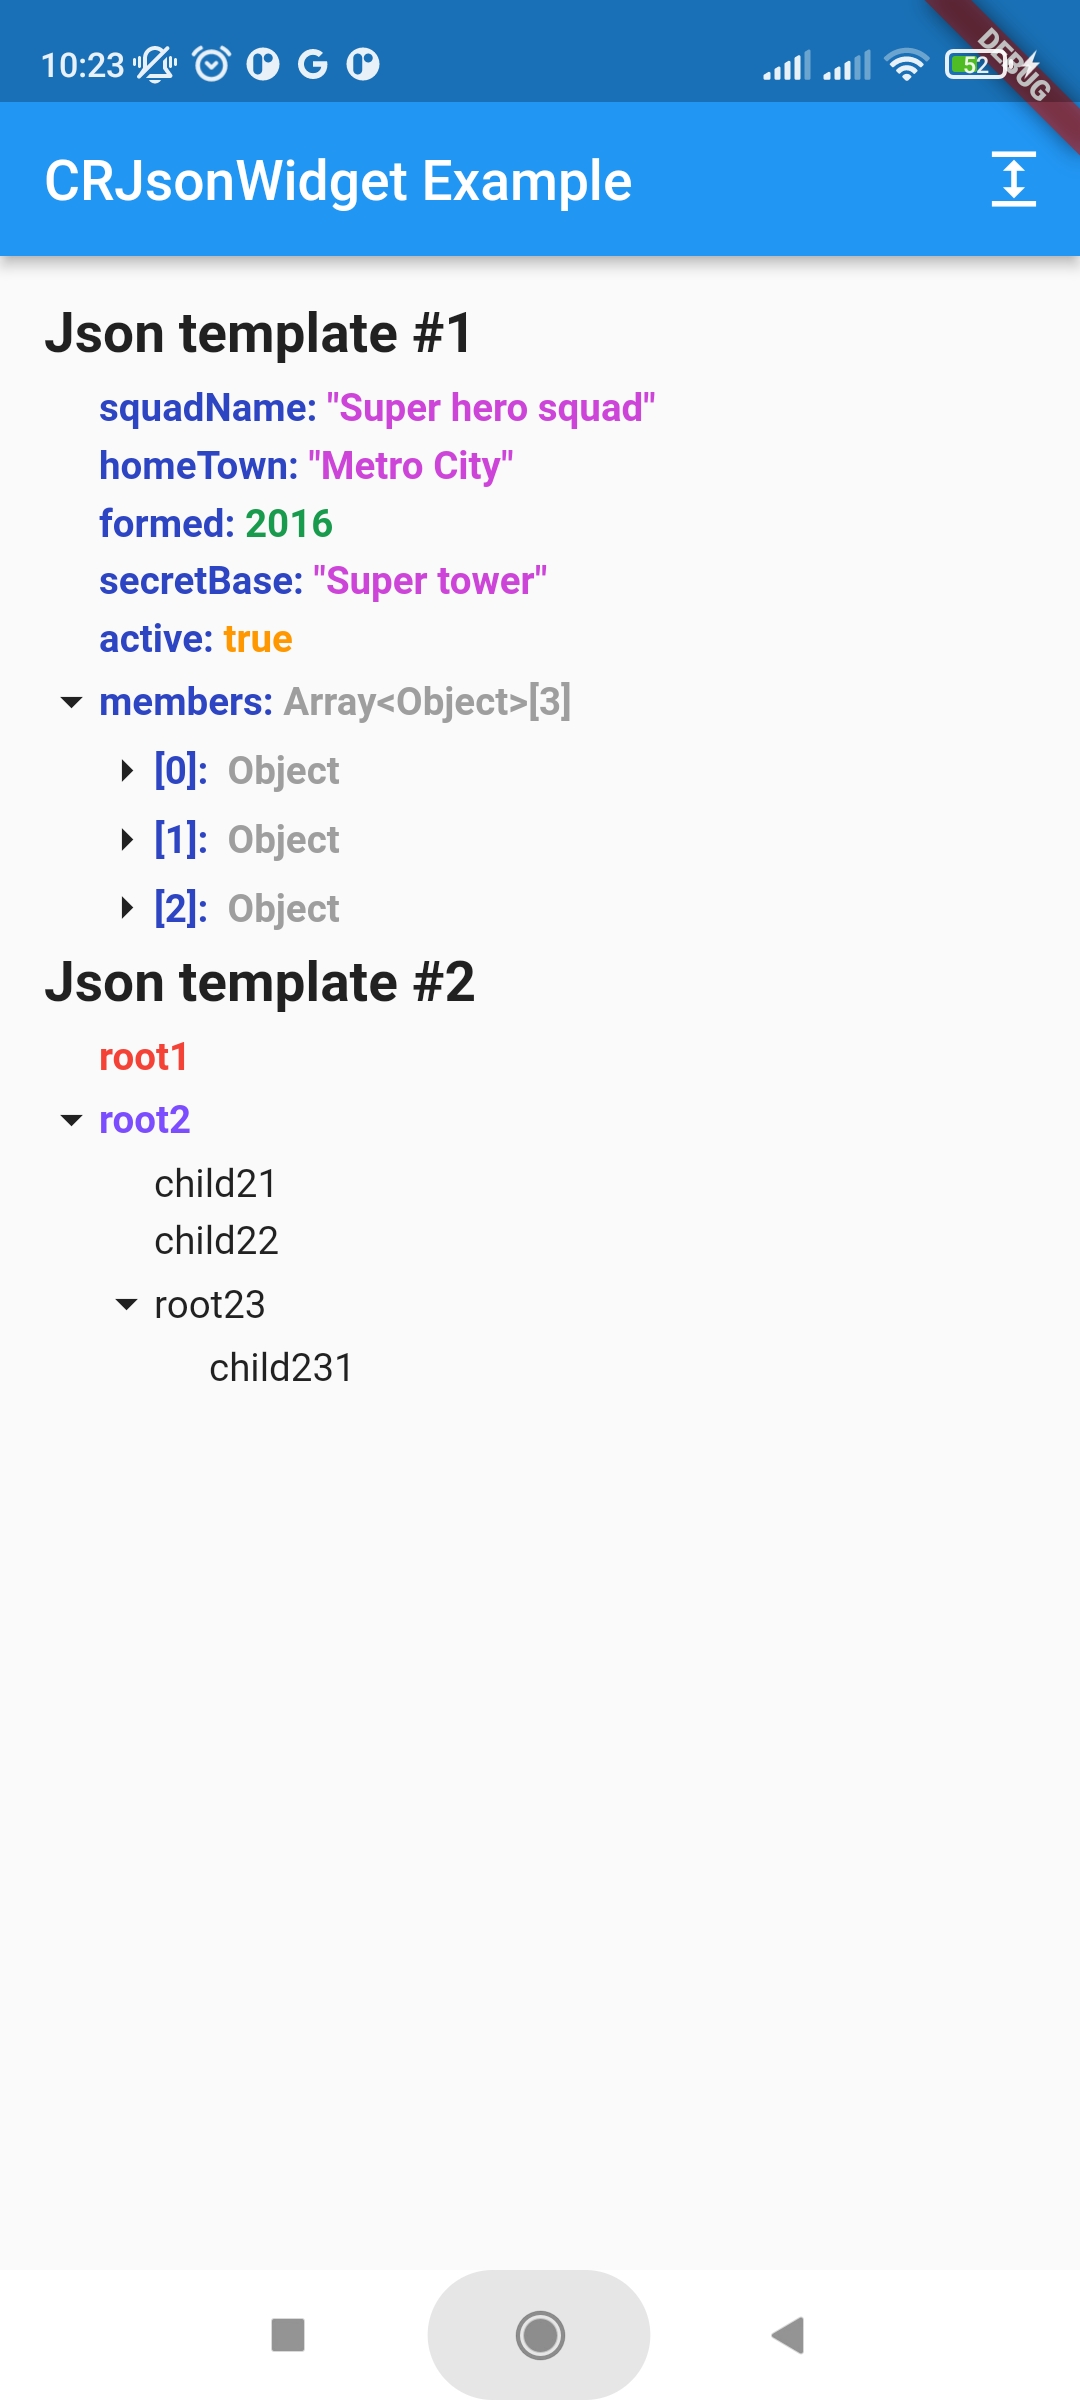 10:23
52
DEBUG
CRJsonWidget Example
Json template #1
squadName: "Super hero squad"
homeTown: "Metro City"
formed: 2016
secretBase: "Super tower"
active: true
members: Array<Object>[3]
[0]: Object
[1]: Object
[2]: Object
Json template #2
root1
root2
child21
child22
root23
child231